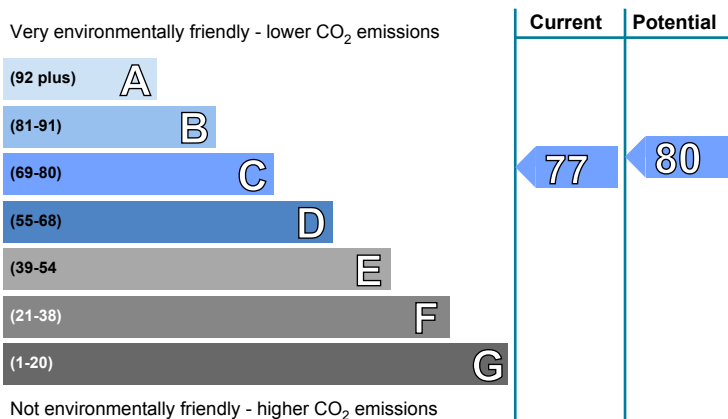 Current Potential
Very environmentally friendly - lower CO2 emissions
(92 plus) A
(81-91) B
(69-80) C 77 80
(55-68) D
(39-54 E
(21-38) F
(1-20) G
Not environmentally friendly - higher CO2 emissions